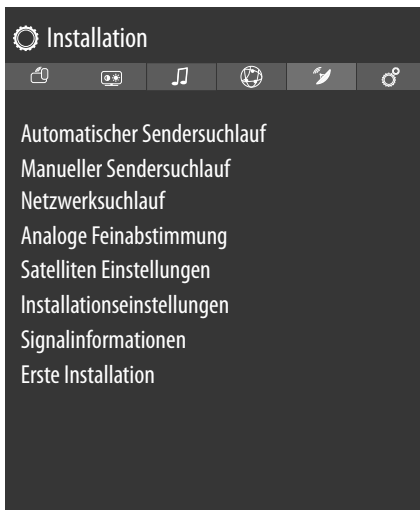 Installation
Automatischer Sendersuchlauf
Manueller Sendersuchlauf
Netzwerksuchlauf
Analoge Feinabstimmung
Satelliten Einstellungen
Installationseinstellungen
Signalinformationen
Erste Installation